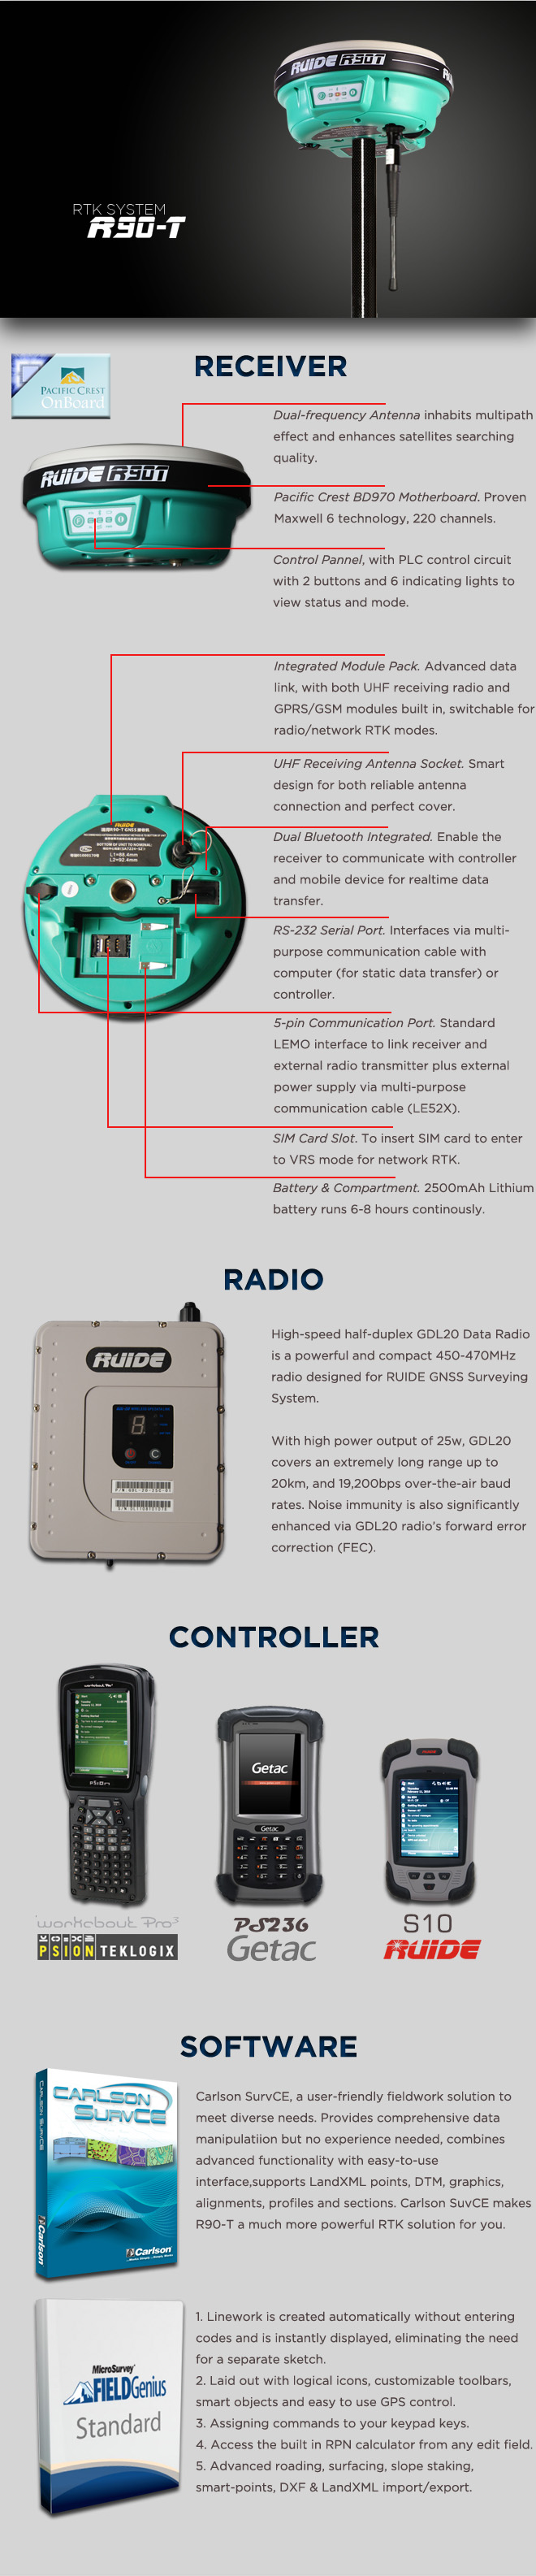 RUIDE R90T
RTK SYSTEM
R90-T
RECEIVER
PACIFIC CREST
OnBoard
Dual-frequency Antenna inhabits multipath
effect and enhances satellites searching
quality.
RUIDE R90T
Pacific Crest BD970 Motherboard. Proven
Maxwell 6 technology, 220 channels.
Control Pannel, with PLC control circuit
with 2 buttons and 6 indicating lights to
view status and mode.
Integrated Module Pack. Advanced data
link, with both UHF receiving radio and
GPRS/GSM modules built in, switchable for
radio/network RTK modes.
UHF Receiving Antenna Socket. Smart
design for both reliable antenna
connection and perfect cover.
RUIDE
Dual Bluetooth Integrated. Enable the
receiver to communicate with controller
and mobile device for realtime data
transfer.
RS-232 Serial Port. Interfaces via multi-
purpose communication cable with
computer (for static data transfer) or
controller.
5-pin Communication Port. Standard
LEMO interface to link receiver and
external radio transmitter plus external
power supply via multi-purpose
communication cable (LE52X).
SIM Card Slot. To insert SIM card to enter
to VRS mode for network RTK.
Battery & Compartment. 2500mAh Lithium
battery runs 6-8 hours continously.
RADIO
RUIDE
High-speed half-duplex GDL20 Data Radio
is a powerful and compact 450-470MHz
radio designed for RUIDE GNSS Surveying
System.
With high power output of 25w, GDL20
covers an extremely long range up to
20km, and 19,200bps over-the-air baud
rates. Noise immunity is also significantly
enhanced via GDL20 radio's forward error
correction (FEC).
CONTROLLER
workabout Pro³
PSION
Getac
Getac
RUIDE
workabout Pro³
PSION TEKLOGIX
PS236
Getac
S10
RUIDE
SOFTWARE
CARLSON SURVCE
CARLSON
SURVCE
Carlson
Carlson
Carlson SurvCE, a user-friendly fieldwork solution to
meet diverse needs. Provides comprehensive data
manipulatiion but no experience needed, combines
advanced functionality with easy-to-use
interface,supports LandXML points, DTM, graphics,
alignments, profiles and sections. Carlson SuvCE makes
R90-T a much more powerful RTK solution for you.
MicroSurvey
FIELDGenius
Standard
1. Linework is created automatically without entering
codes and is instantly displayed, eliminating the need
for a separate sketch.
2. Laid out with logical icons, customizable toolbars,
smart objects and easy to use GPS control.
3. Assigning commands to your keypad keys.
4. Access the built in RPN calculator from any edit field.
5. Advanced roading, surfacing, slope staking,
smart-points, DXF & LandXML import/export.